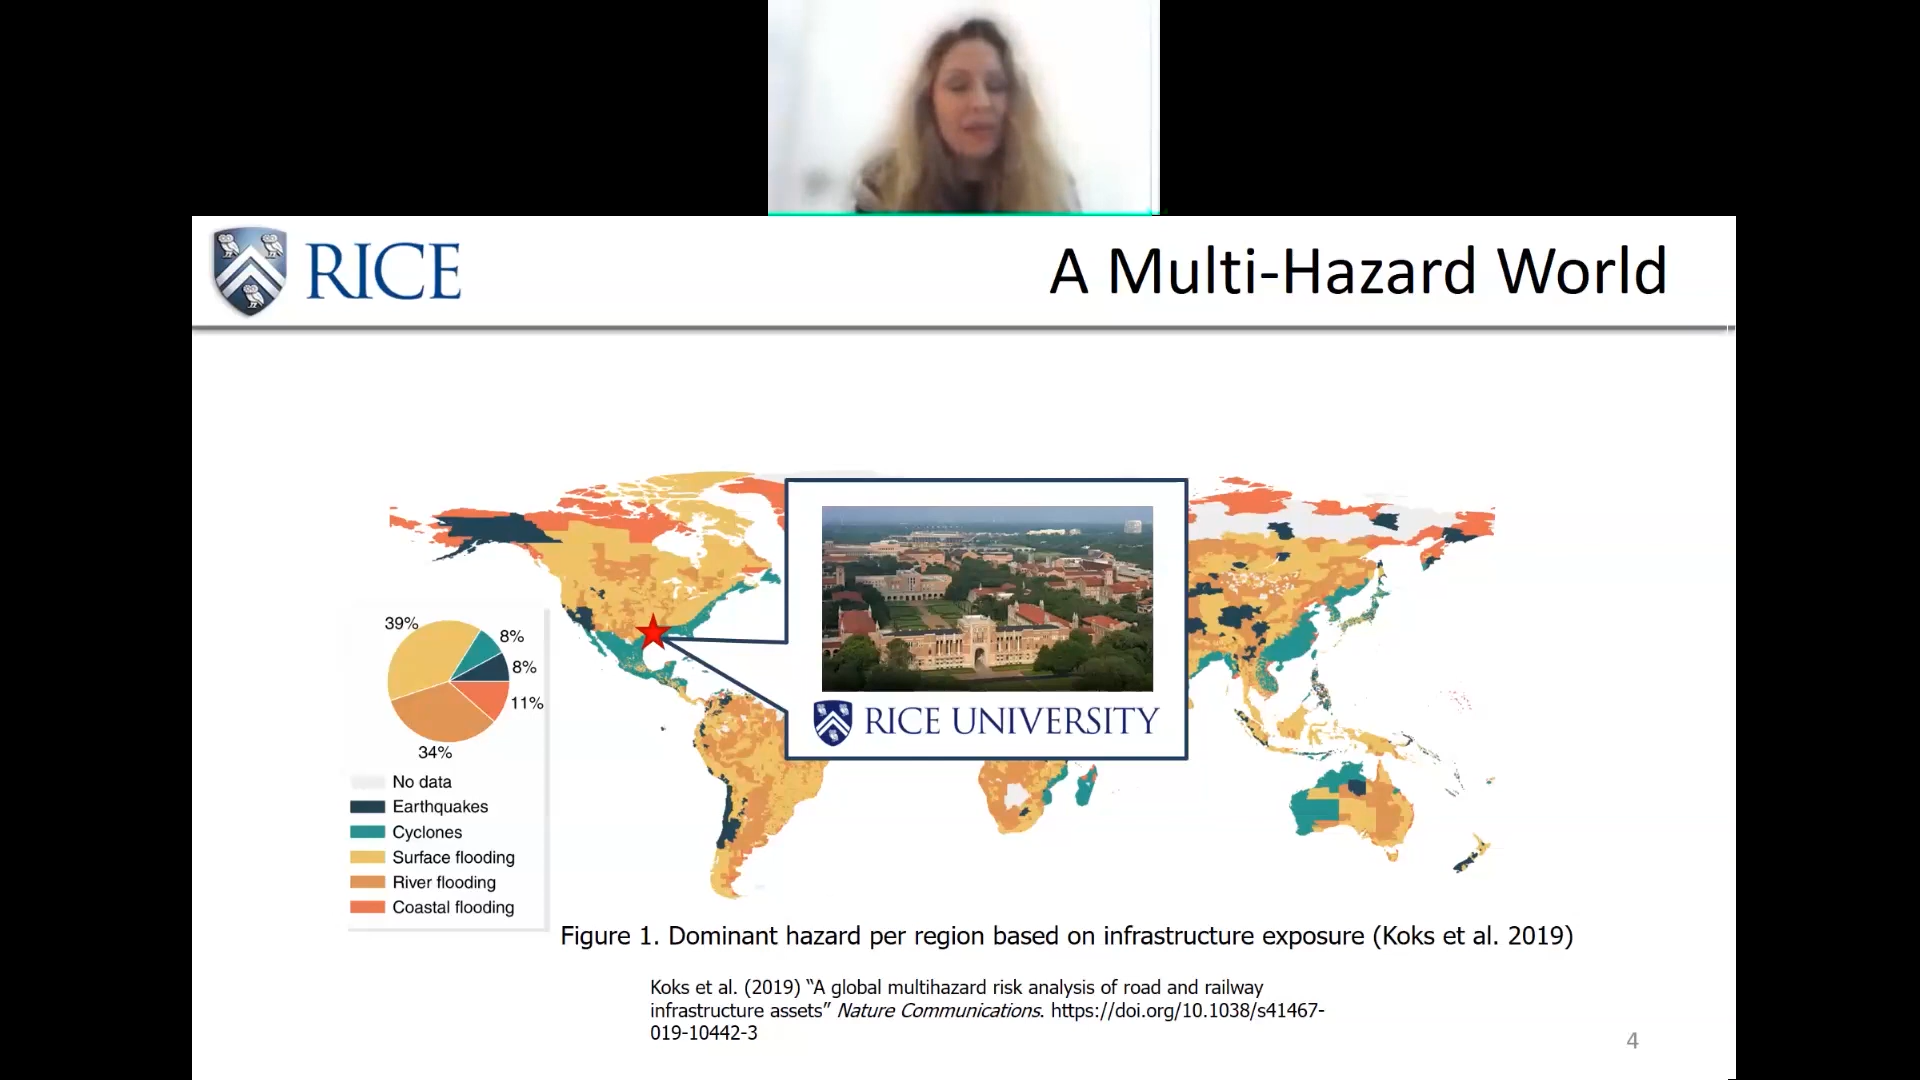 RICE
A Multi-Hazard World
39%
8%
8%
11%
34%
No data
Earthquakes
Cyclones
Surface flooding
River flooding
Coastal flooding
RICE UNIVERSITY
Figure 1. Dominant hazard per region based on infrastructure exposure (Koks et al. 2019)
Koks et al. (2019) “A global multihazard risk analysis of road and railway
infrastructure assets” Nature Communications. https://doi.org/10.1038/s41467-
019-10442-3
4